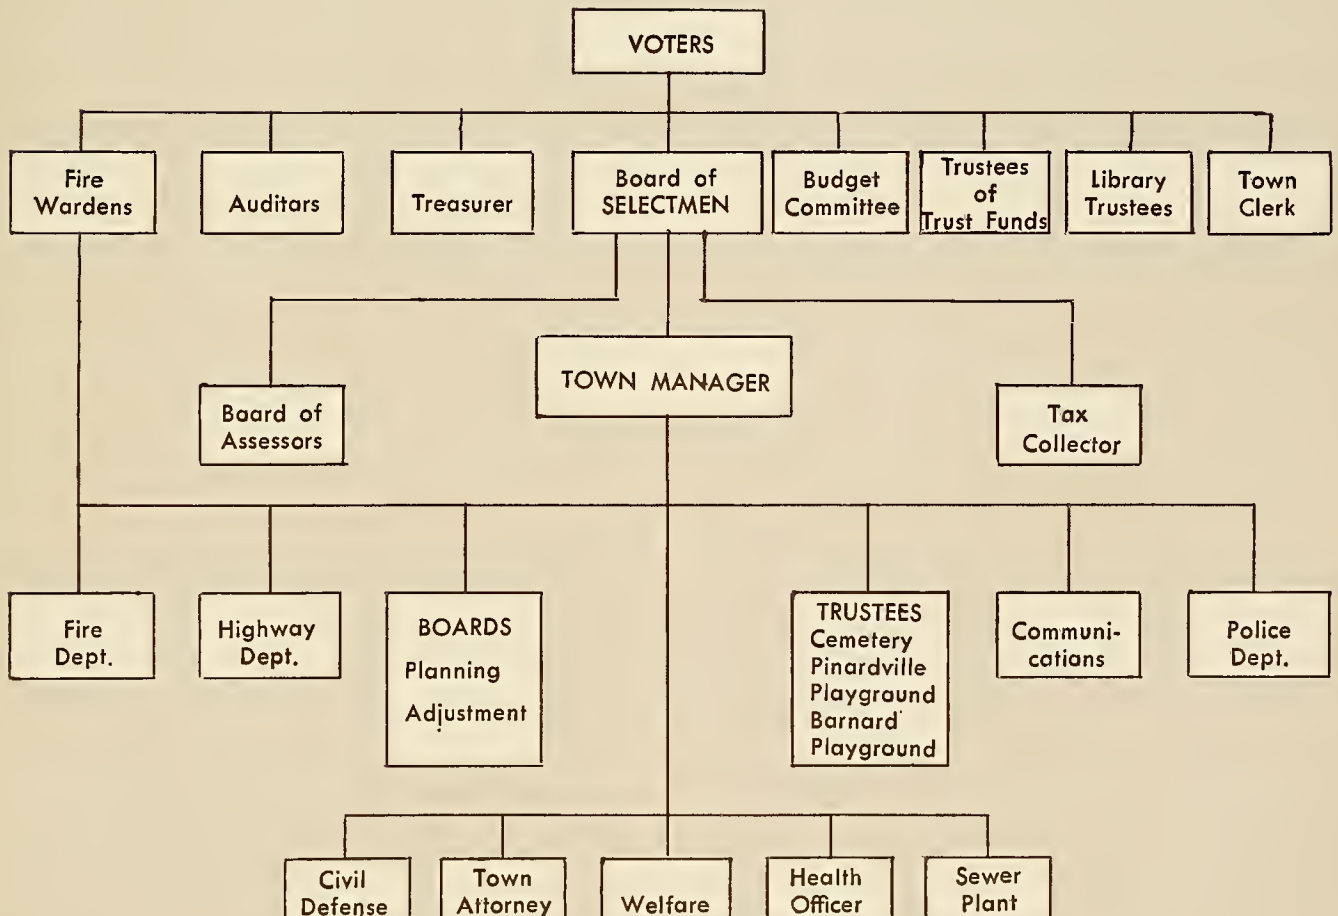 VOTERS
Fire
Wardens
Auditars
Treasurer
Board of
SELECTMEN
Budget
Committee
Trustees
of
Trust Funds
Library
Trustees
Town
Clerk
Baard of
Assessors
TOWN MANAGER
Tax
Collector
Fire
Dept.
Highway
Dept.
BOARDS
Planning
Adjustment
TRUSTEES
Cemetery
Pinardville
Playground
Barnard
Playground
Communi-
cations
Police
Dept.
Civil
Defense
Town
Attorney
Welfare
Health
Officer
Sewer
Plant